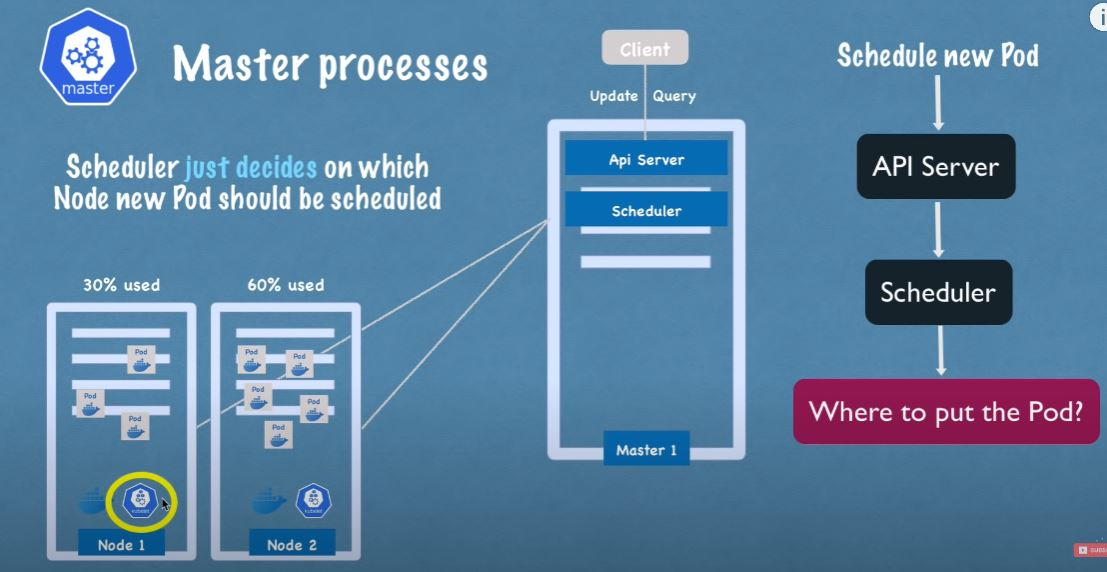 master
Master processes
Scheduler just decides on which
Node new Pod should be scheduled
30% used
60% used
Pod
Pod
Pod
Node 1
Pod
Pod
Pod
Pod
Pod
Node 2
kubelet
kubelet
Client
Update Query
Api Server
Scheduler
Master 1
Schedule new Pod
API Server
Scheduler
Where to put the Pod?
i